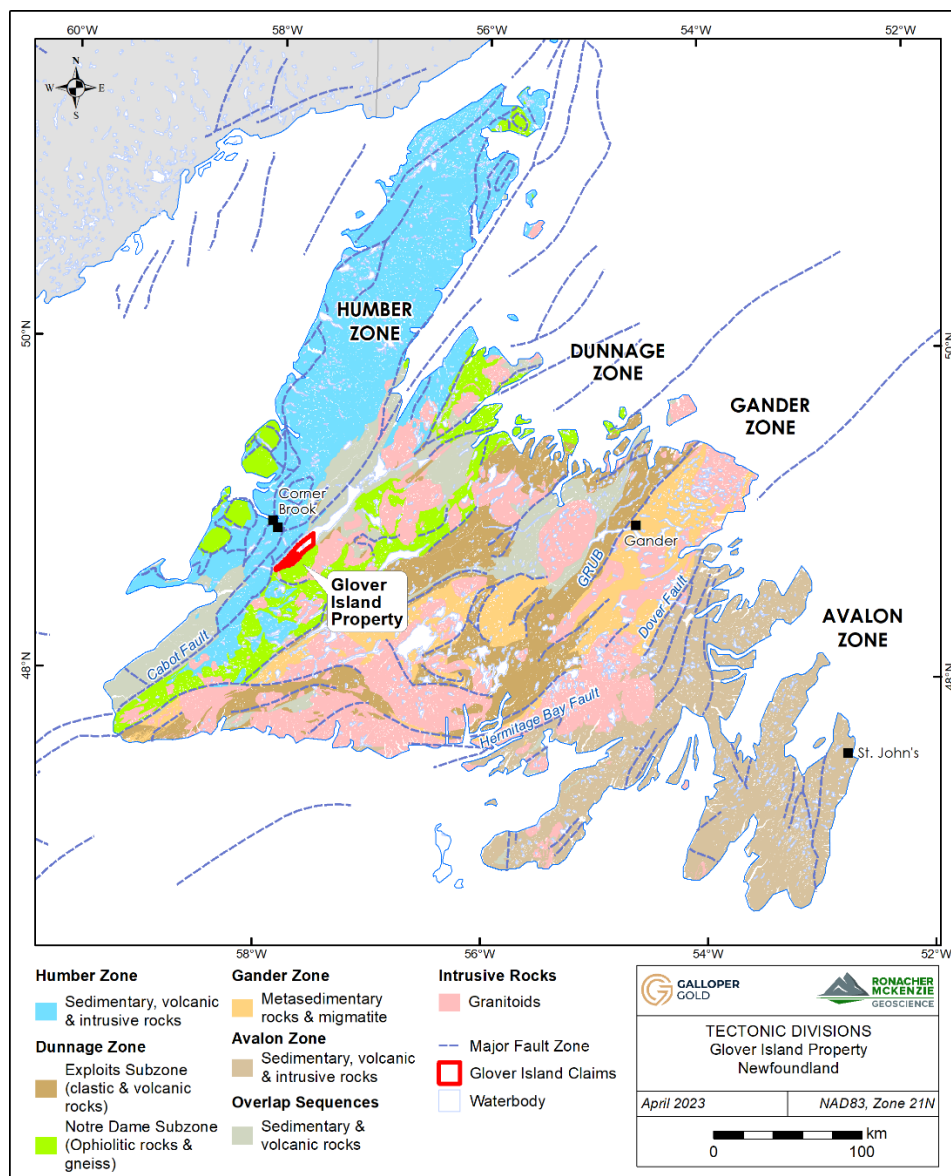 60°W
58°W
56°W
54°W
52°W
N
W
E
S
HUMBER
ZONE
50°N
50°N
DUNNAGE
ZONE
GANDER
ZONE
Corner
Brook
Gander
GRUB
Glover
Island
Property
Dover Fault
AVALON
ZONE
Cabot Fault
48°N
48°N
Hermitage Bay Fault
St. John's
58°W
56°W
54°W
52°W
Humber Zone
Sedimentary, volcanic
& intrusive rocks
Dunnage Zone
Exploits Subzone
(clastic & volcanic
rocks)
Notre Dame Subzone
(Ophiolitic rocks &
gneiss)
Gander Zone
Metasedimentary
rocks & migmatite
Avalon Zone
Sedimentary, volcanic
& intrusive rocks
Overlap Sequences
Sedimentary &
volcanic rocks
Intrusive Rocks
Granitoids
Major Fault Zone
Glover Island Claims
Waterbody
GALLOPER
GOLD
RONACHER
MCKENZIE
GEOSCIENCE
TECTONIC DIVISIONS
Glover Island Property
Newfoundland
April 2023
NAD83, Zone 21N
km
0
100